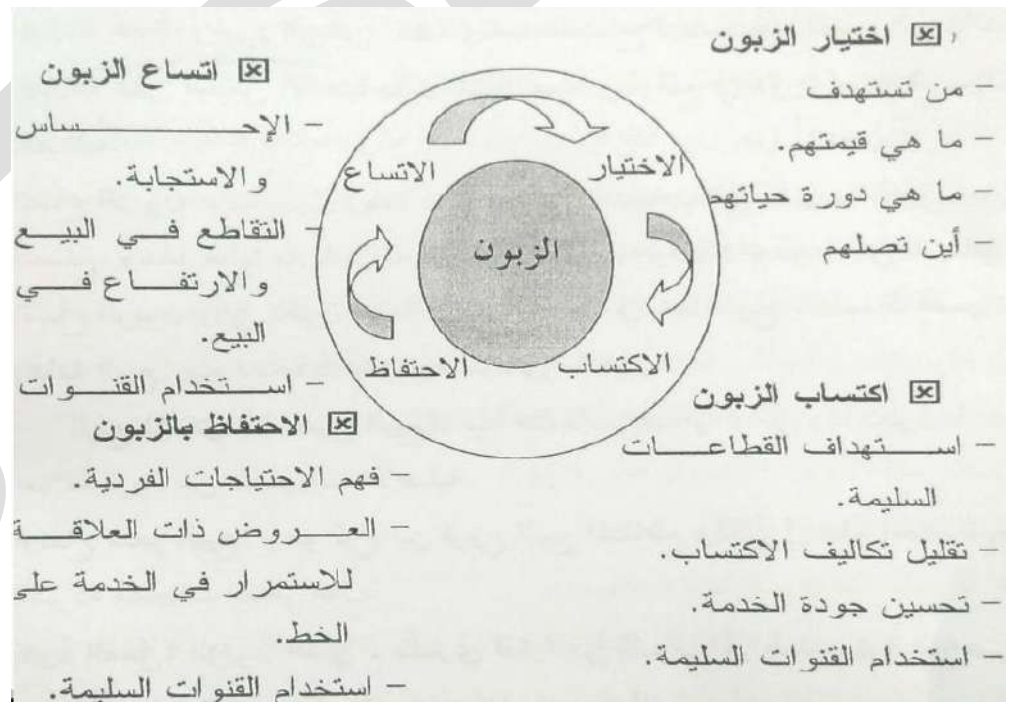 ☒ اختيار الزبون
– من تستهدف
– ما هي قيمتهم.
– ما هي دورة حياتهم
– أين تصلهم
☒ اتساع الزبون
– الإحساس
والاستجابة.
– التقاطع في البيع
والارتفاع في
البيع.
– استخدام القنوات
الاتساع
الاختيار
الزبون
الاحتفاظ
الاكتساب
☒ اكتساب الزبون
– استهداف القطاعات
السليمة.
– تقليل تكاليف الاكتساب.
– تحسين جودة الخدمة.
– استخدام القنوات السليمة.
☒ الاحتفاظ بالزبون
– فهم الاحتياجات الفردية.
– العروض ذات العلاقة
للاستمرار في الخدمة على
الخط.
– استخدام القنوات السليمة.